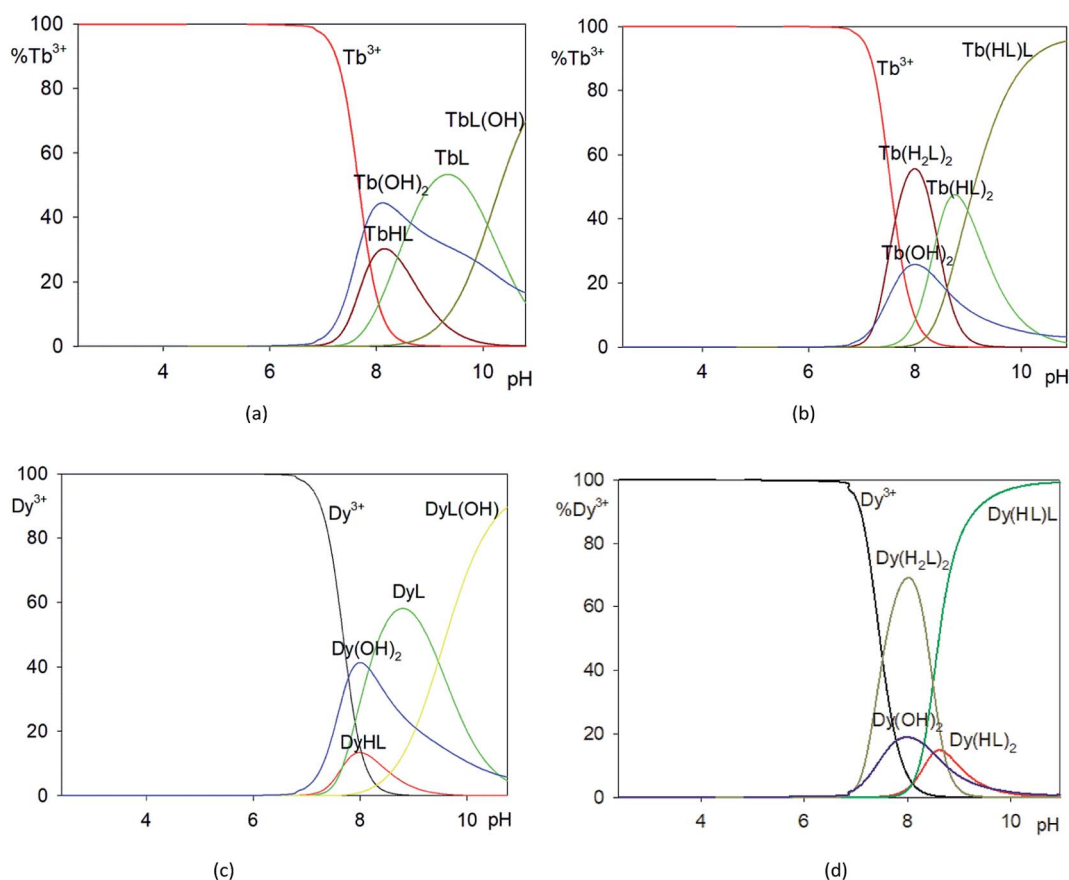 100
%Tb³⁺
Tb³⁺
80
60
40
20
0
TbL(OH)
TbL
Tb(OH)₂
TbHL
4
6
8
10
pH
(a)
100
%Tb³⁺
Tb³⁺
80
60
40
20
0
Tb(HL)L
Tb(H₂L)₂
Tb(HL)₂
Tb(OH)₂
4
6
8
10
pH
(b)
100
Dy³⁺
Dy³⁺
80
60
40
20
0
DyL(OH)
DyL
Dy(OH)₂
DyHL
4
6
8
10
pH
(c)
100
%Dy³⁺
Dy³⁺
80
60
40
20
0
Dy(HL)L
Dy(H₂L)₂
Dy(OH)₂
Dy(HL)₂
4
6
8
10
pH
(d)